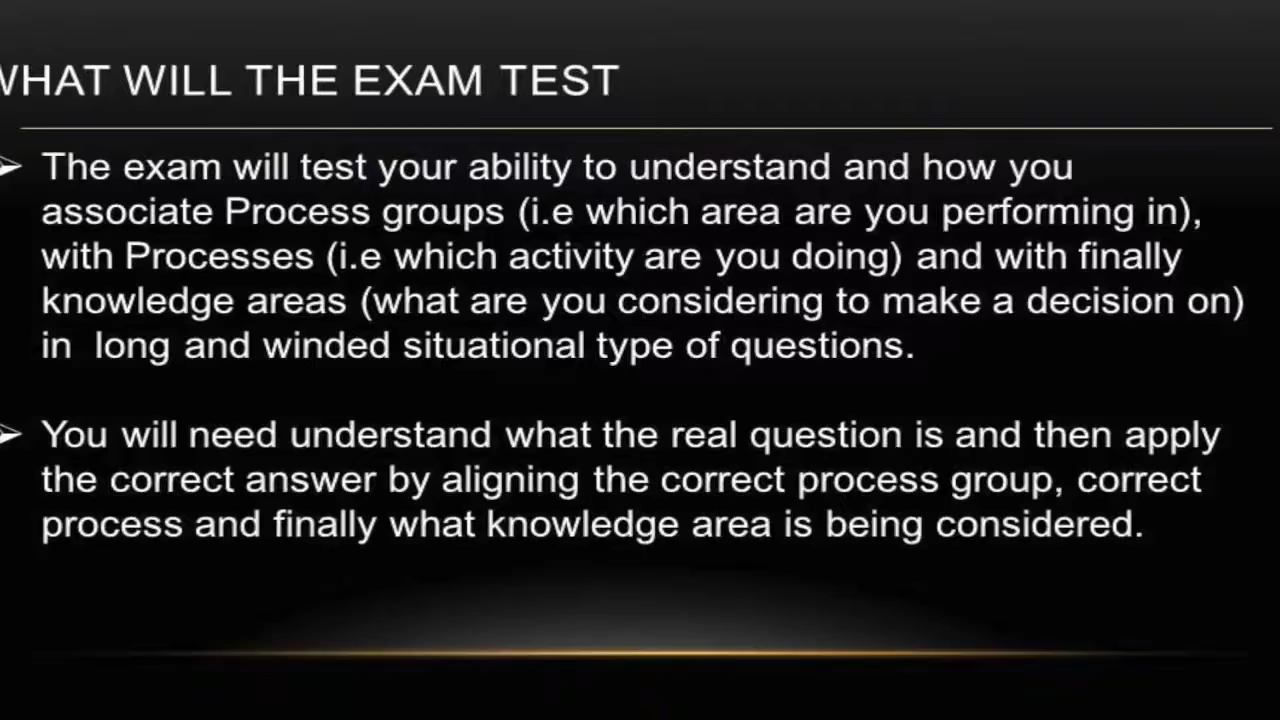 WHAT WILL THE EXAM TEST
The exam will test your ability to understand and how you
associate Process groups (i.e which area are you performing in),
with Processes (i.e which activity are you doing) and with finally
knowledge areas (what are you considering to make a decision on)
in  long and winded situational type of questions.
You will need understand what the real question is and then apply
the correct answer by aligning the correct process group, correct
process and finally what knowledge area is being considered.